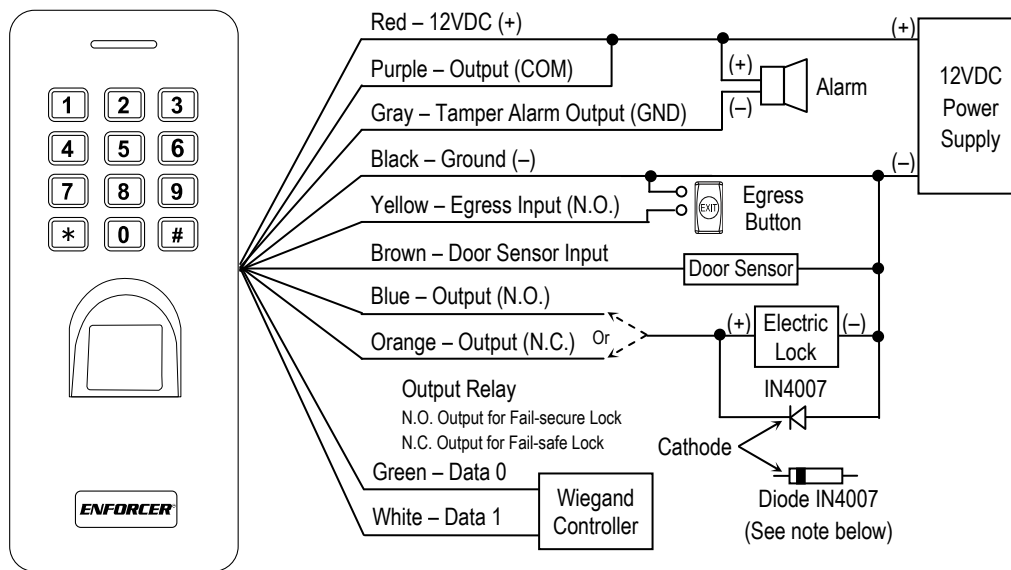 1 2 3
4 5 6
7 8 9
* 0 #
ENFORCER®
Red – 12VDC (+)
Purple – Output (COM)
Gray – Tamper Alarm Output (GND)
Black – Ground (–)
Yellow – Egress Input (N.O.)
Brown – Door Sensor Input
Blue – Output (N.O.)
Orange – Output (N.C.)
Or
Output Relay
N.O. Output for Fail-secure Lock
N.C. Output for Fail-safe Lock
Green – Data 0
White – Data 1
Wiegand
Controller
(+)
(–)
Alarm
(+)
(–)
12VDC
Power
Supply
EXIT
Egress
Button
Door Sensor
(+)
Electric
Lock
(–)
IN4007
Cathode
Diode IN4007
(See note below)